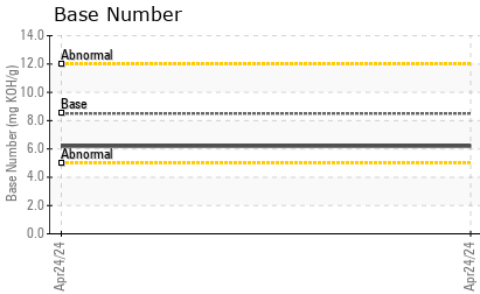 Base Number
Base Number (mg KOH/g)
14.0
12.0
10.0
8.0
6.0
4.0
2.0
0.0
Abnormal
Base
Abnormal
Apr24/24
Apr24/24